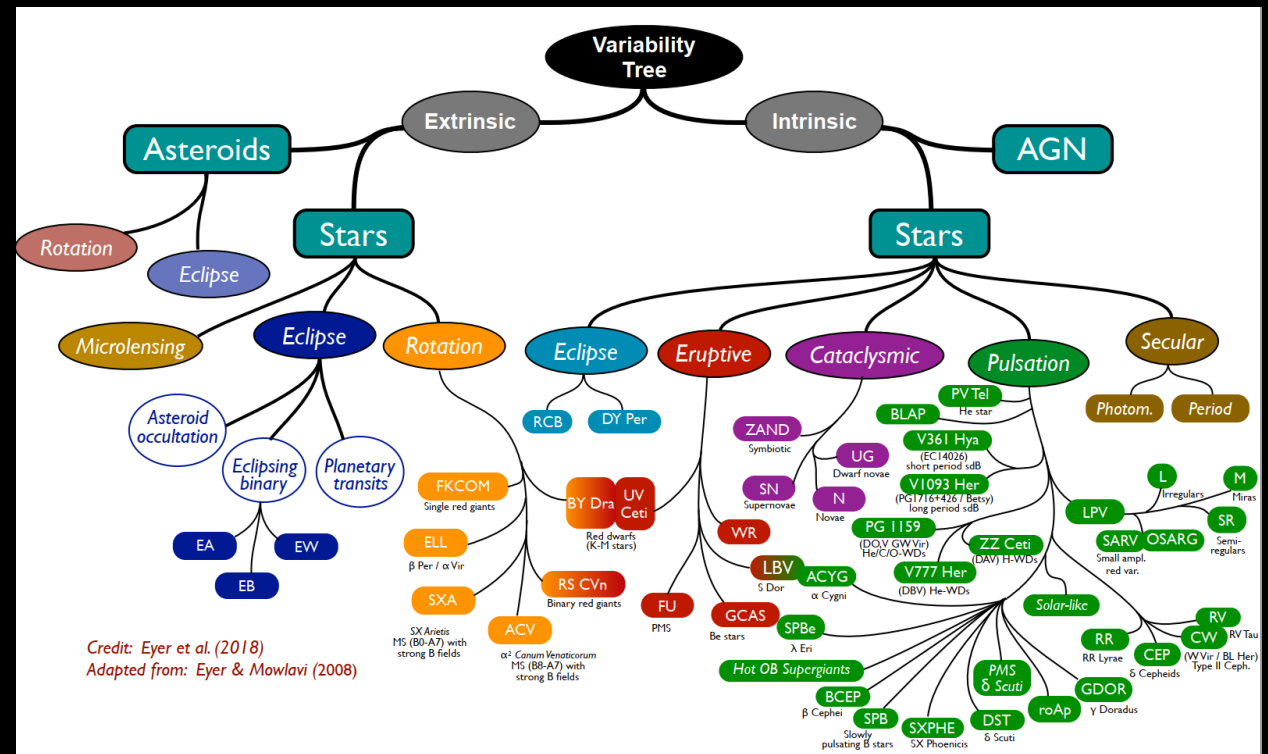 Variability
Tree
Extrinsic
Intrinsic
Asteroids
AGN
Rotation
Eclipse
Stars
Stars
Microlensing
Eclipse
Rotation
Eclipse
Eruptive
Cataclysmic
Pulsation
Secular
Asteroid
occultation
Eclipsing
binary
Planetary
transits
EA
EW
EB
FKCOM
Single red giants
ELL
β Per / α Vir
SXA
SX Arietis
MS (B0-A7) with
strong B fields
ACV
α² Canum Venaticorum
MS (B8-A7) with
strong B fields
BY Dra
UV
Ceti
Red dwarfs
(K-M stars)
RS CVn
Binary red giants
RCB
DY Per
WR
LBV
S Dor
FU
PMS
GCAS
Be stars
ZAND
Symbiotic
SN
Supernovae
UG
Dwarf novae
N
Novae
PV Tel
He star
BLAP
V361 Hya
(EC14026)
short period sdB
V1093 Her
(PG1716+426 / Betsy)
long period sdB
PG 1159
(DO,V GWVir)
He/C/O-WDs
ZZ Ceti
(DAV) H-WDs
V777 Her
(DBV) He-WDs
ACYG
α Cygni
SPBe
λ Eri
Hot OB Supergiants
BCEP
β Cephei
SPB
Slowly
pulsating B stars
SXPHE
SX Phoenicis
DST
δ Scuti
PMS
δ Scuti
roAp
GDOR
γ Doradus
Solar-like
LPV
L
Irregulars
M
Miras
SR
Semi-
regulars
SARV
Small ampl.
red var.
OSARG
RR
RR Lyrae
CEP
δ Cepheids
RV
RV Tau
CW
(W Vir / BL Her)
Type II Ceph.
Photom.
Period
Credit: Eyer et al. (2018)
Adapted from: Eyer & Mowlavi (2008)